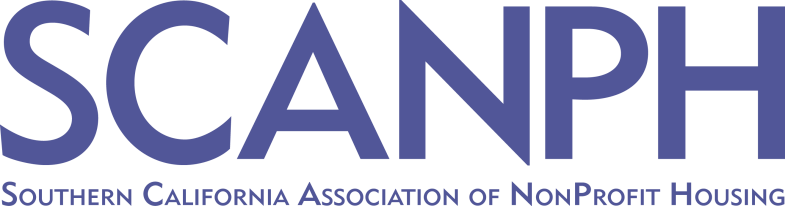 SCANPH
Southern California Association of NonProfit Housing